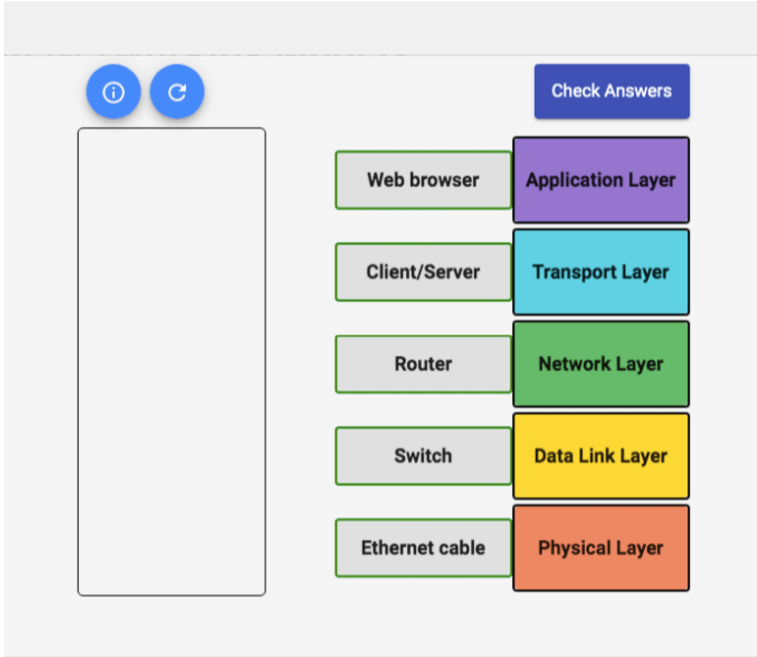 Check Answers
Web browser Application Layer
Client/Server Transport Layer
Router Network Layer
Switch Data Link Layer
Ethernet cable Physical Layer